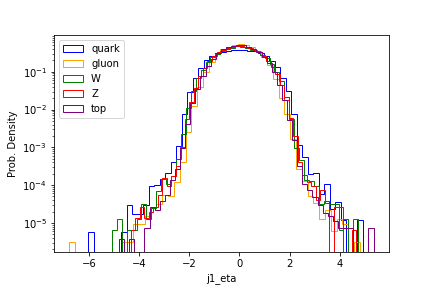 quark
gluon
W
Z
top
Prob. Density
10⁻¹
10⁻²
10⁻³
10⁻⁴
10⁻⁵
−6 −4 −2 0 2 4
j1_eta